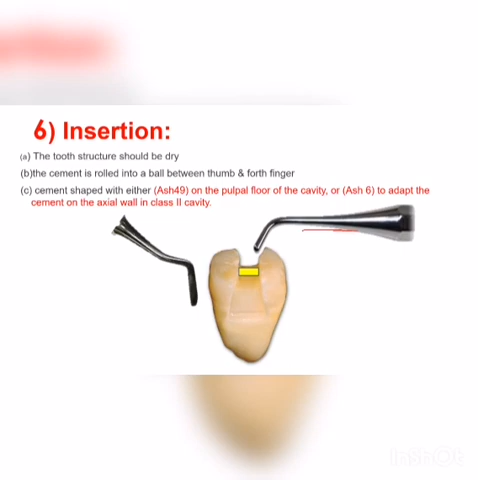 6) Insertion:
(a) The tooth structure should be dry
(b)the cement is rolled into a ball between thumb & forth finger
(c) cement shaped with either (Ash49) on the pulpal floor of the cavity, or (Ash 6) to adapt the
cement on the axial wall in class II cavity.